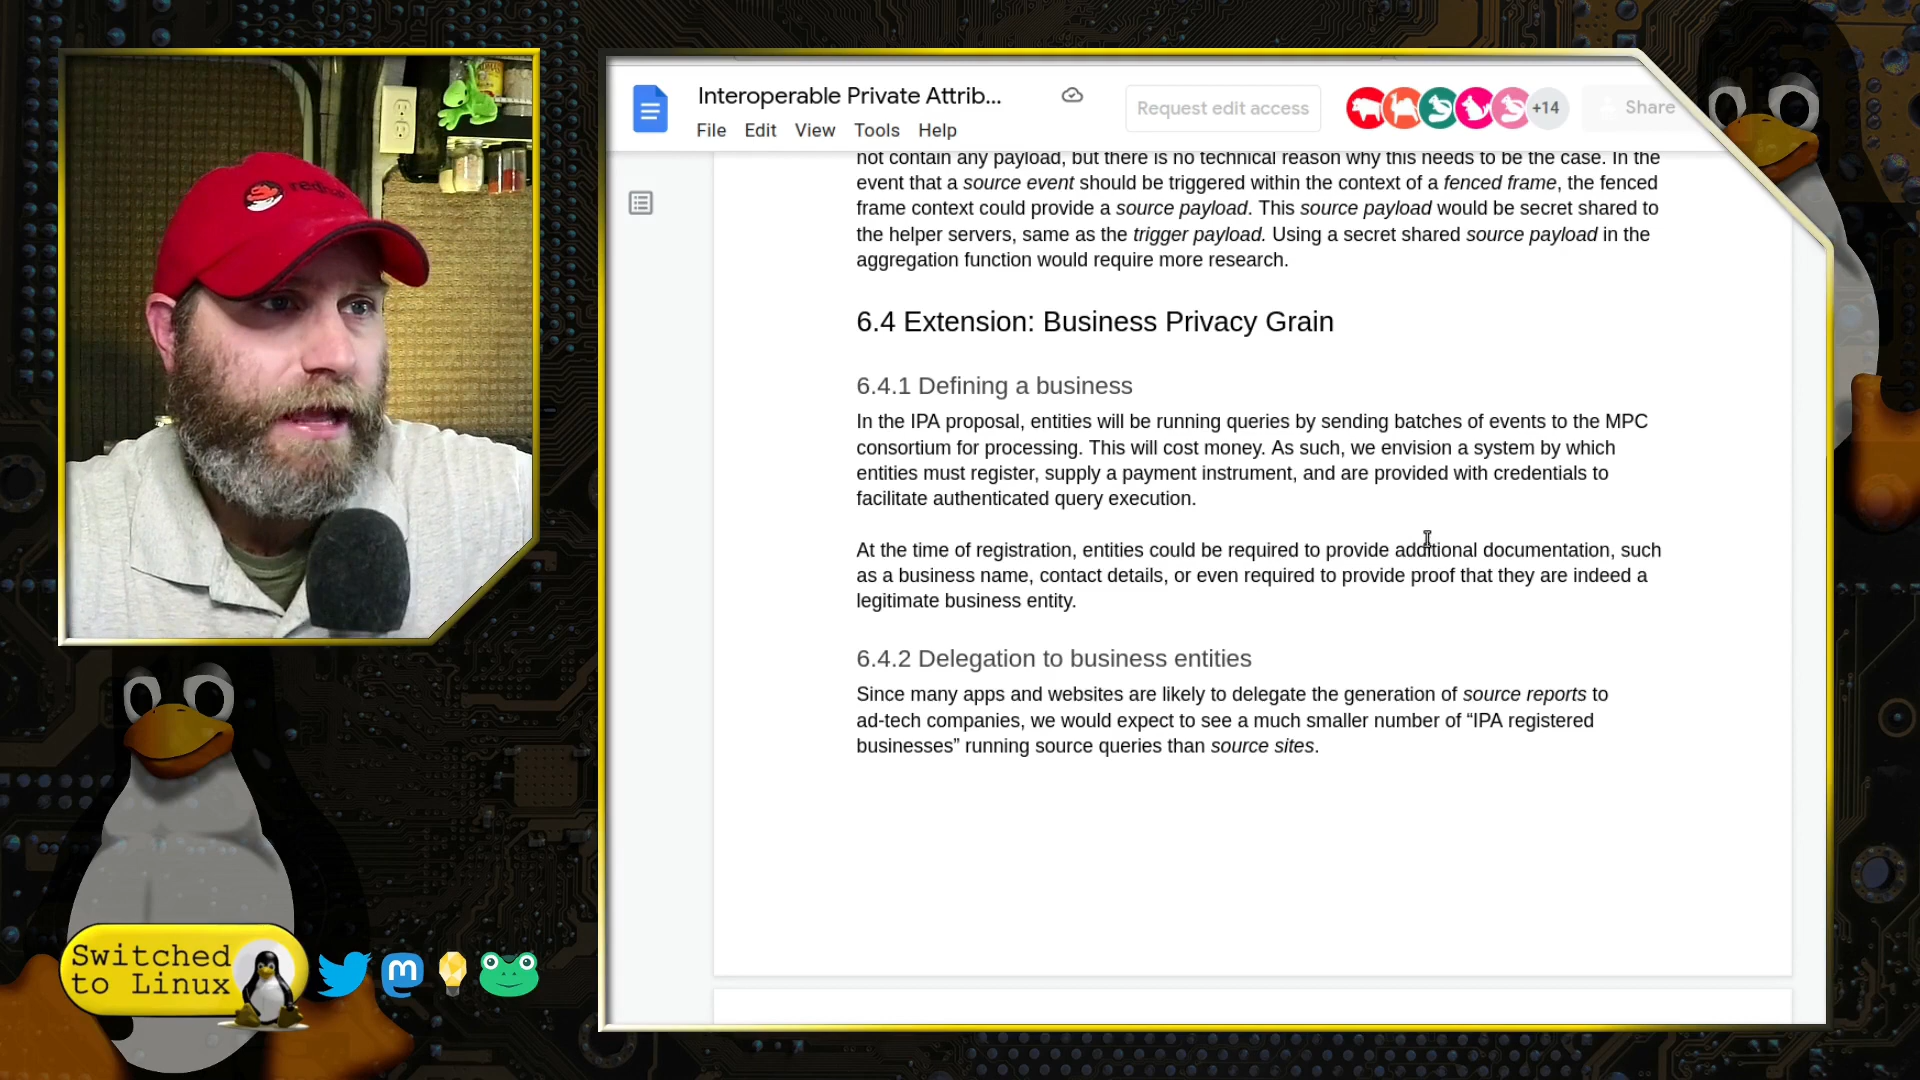 redhat
Interoperable Private Attrib...
Request edit access
+14
Share
File Edit View Tools Help
not contain any payload, but there is no technical reason why this needs to be the case. In the
event that a source event should be triggered within the context of a fenced frame, the fenced
frame context could provide a source payload. This source payload would be secret shared to
the helper servers, same as the trigger payload. Using a secret shared source payload in the
aggregation function would require more research.
6.4 Extension: Business Privacy Grain
6.4.1 Defining a business
In the IPA proposal, entities will be running queries by sending batches of events to the MPC
consortium for processing. This will cost money. As such, we envision a system by which
entities must register, supply a payment instrument, and are provided with credentials to
facilitate authenticated query execution.
At the time of registration, entities could be required to provide additional documentation, such
as a business name, contact details, or even required to provide proof that they are indeed a
legitimate business entity.
6.4.2 Delegation to business entities
Since many apps and websites are likely to delegate the generation of source reports to
ad-tech companies, we would expect to see a much smaller number of “IPA registered
businesses” running source queries than source sites.
Switched
to Linux
m